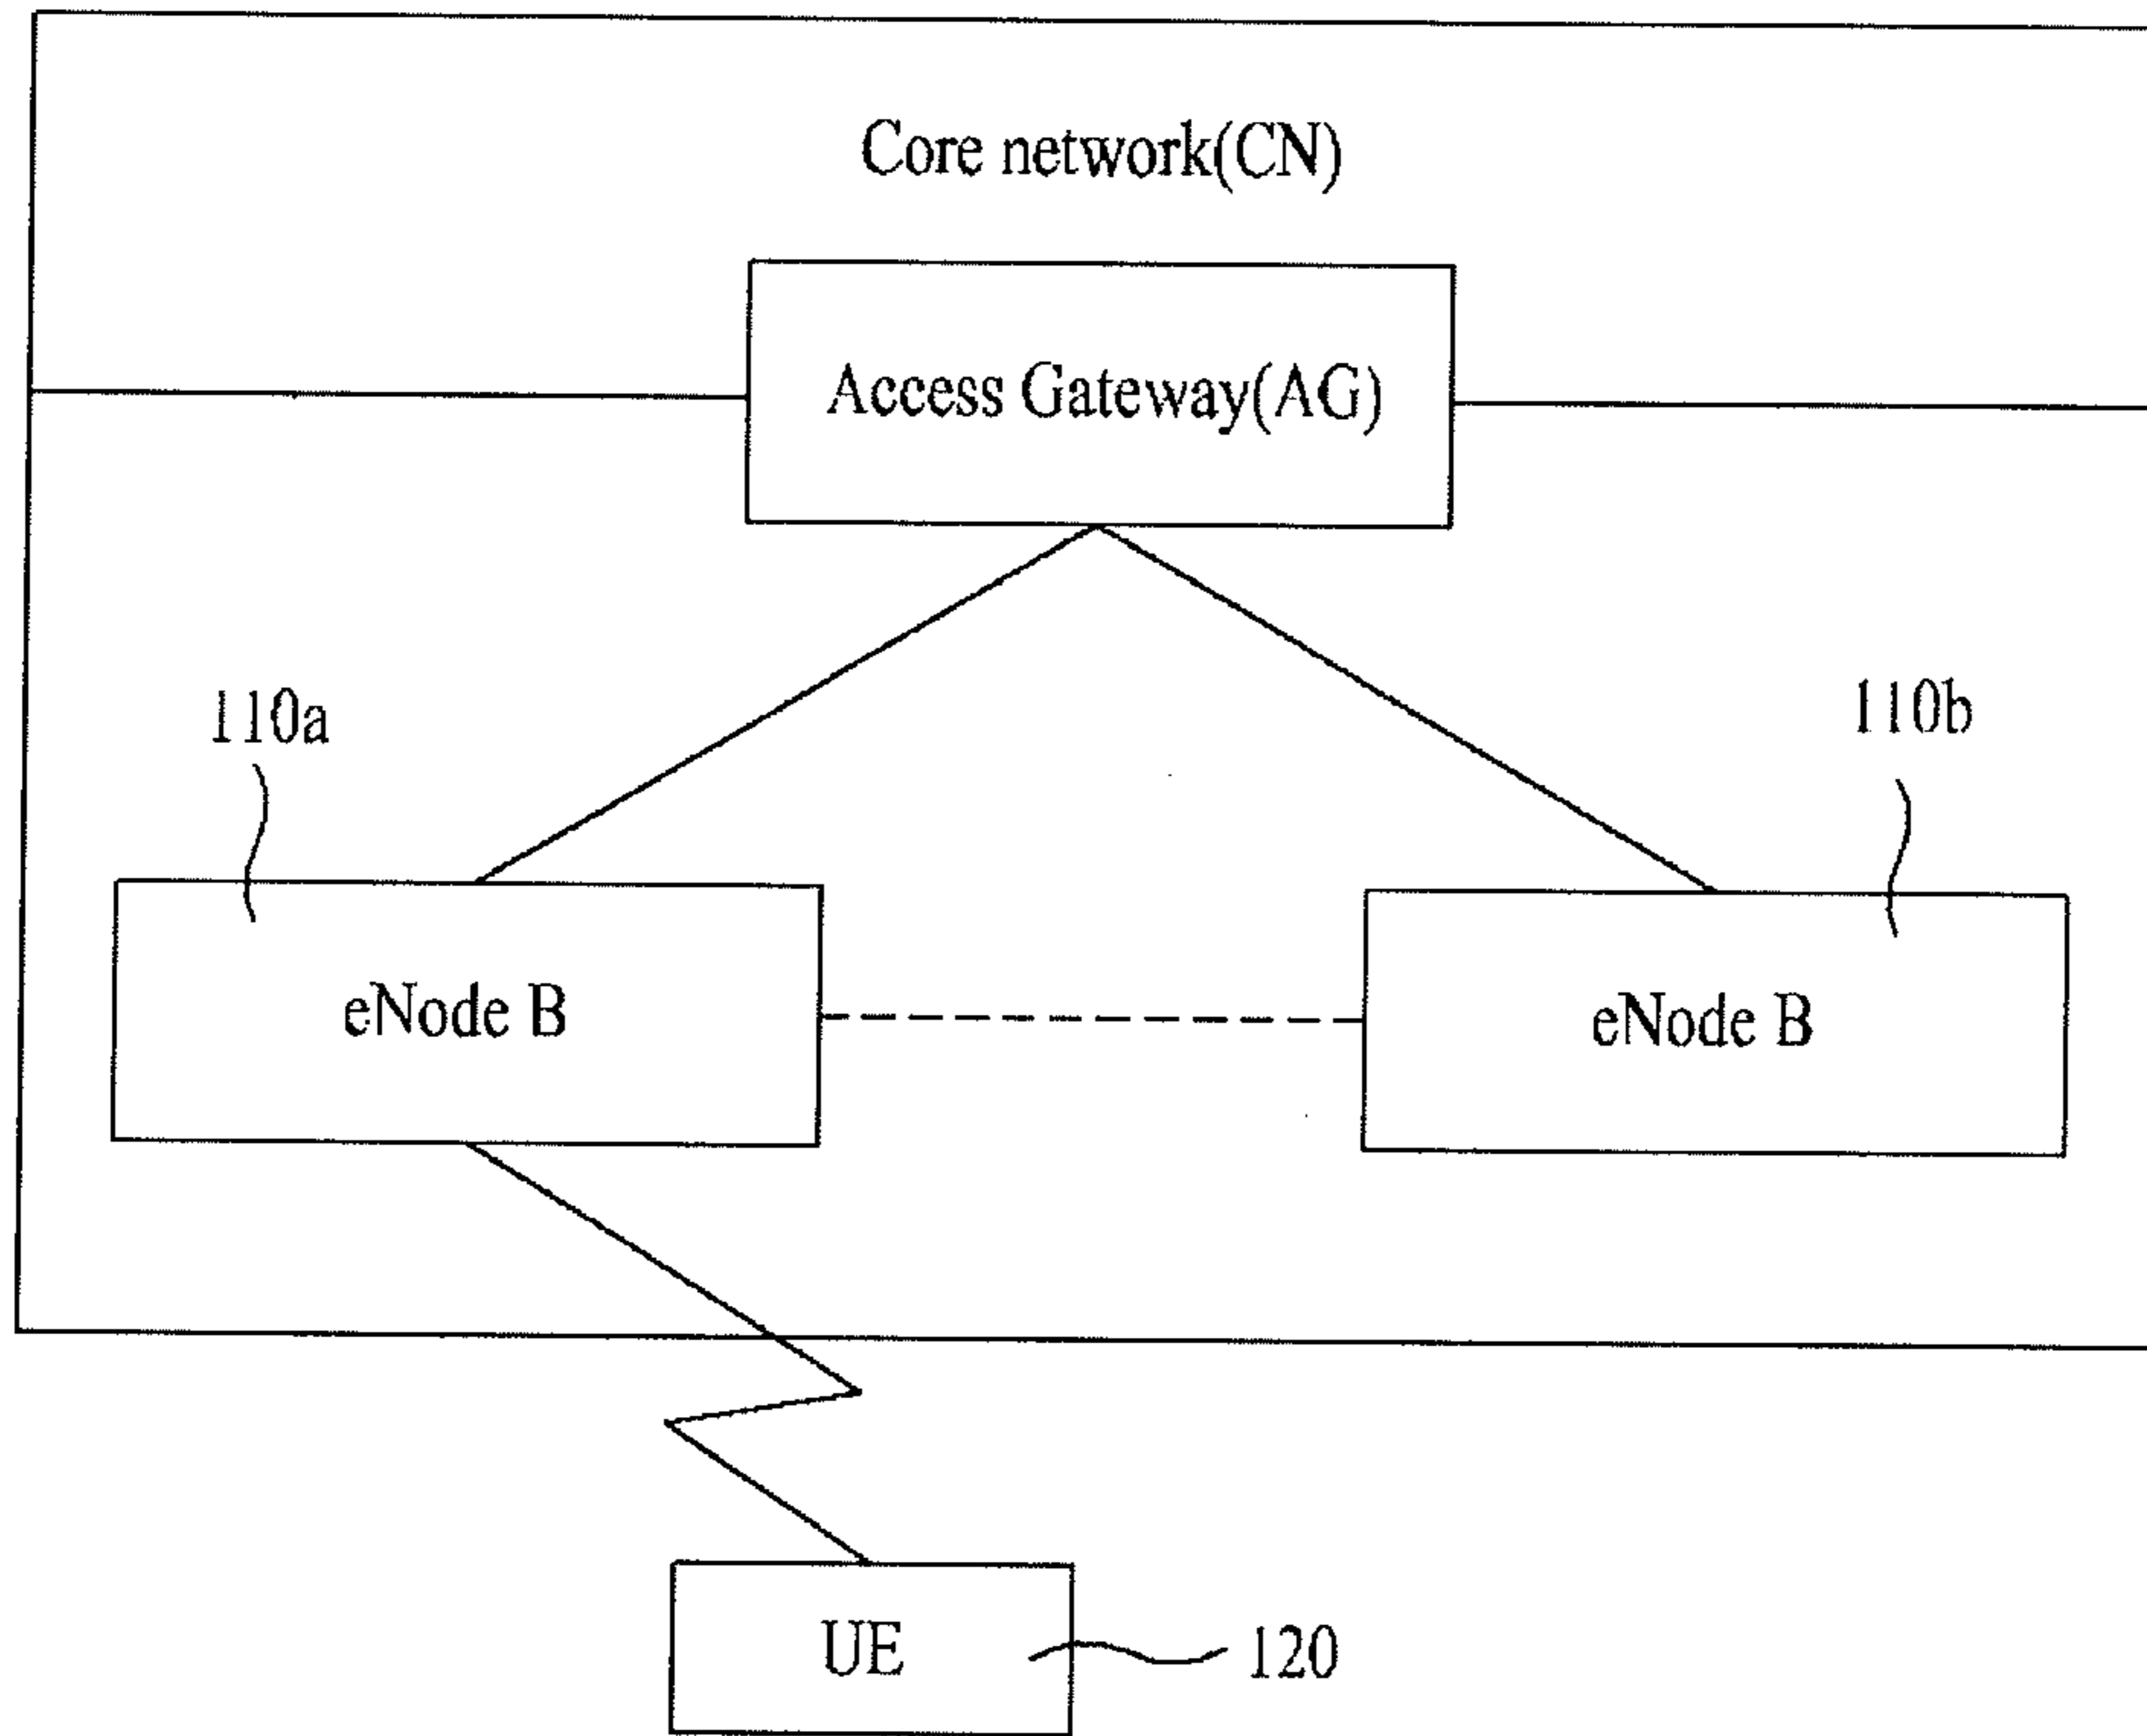 Core network(CN)
Access Gateway(AG)
110a
110b
eNode B
eNode B
UE
120